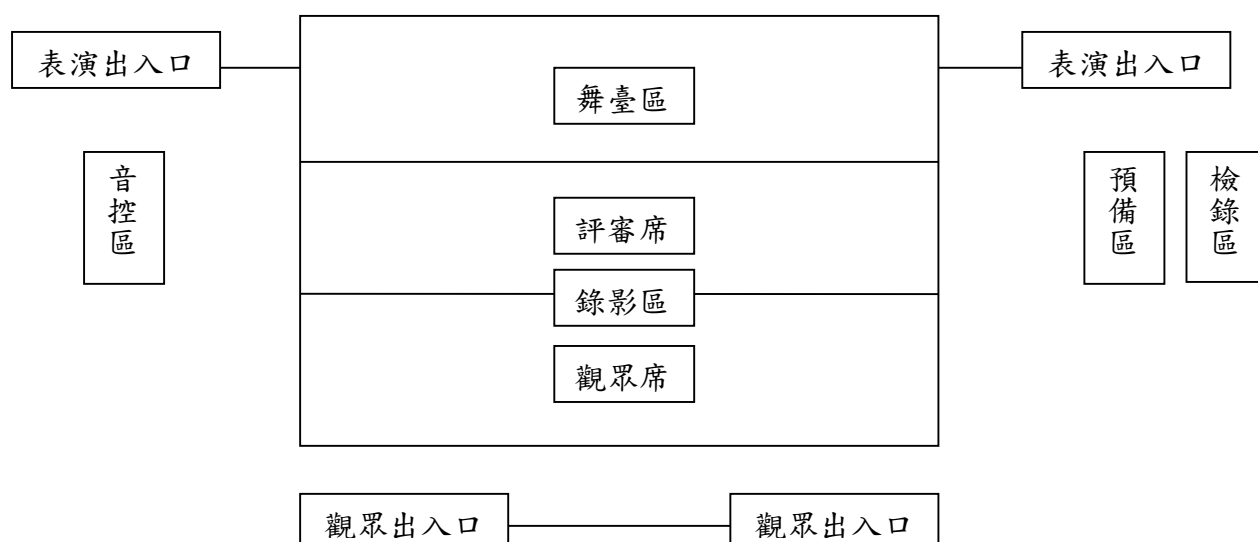 表演出入口
表演出入口
舞臺區
音控區
預備區
檢錄區
評審席
錄影區
觀眾席
觀眾出入口
觀眾出入口